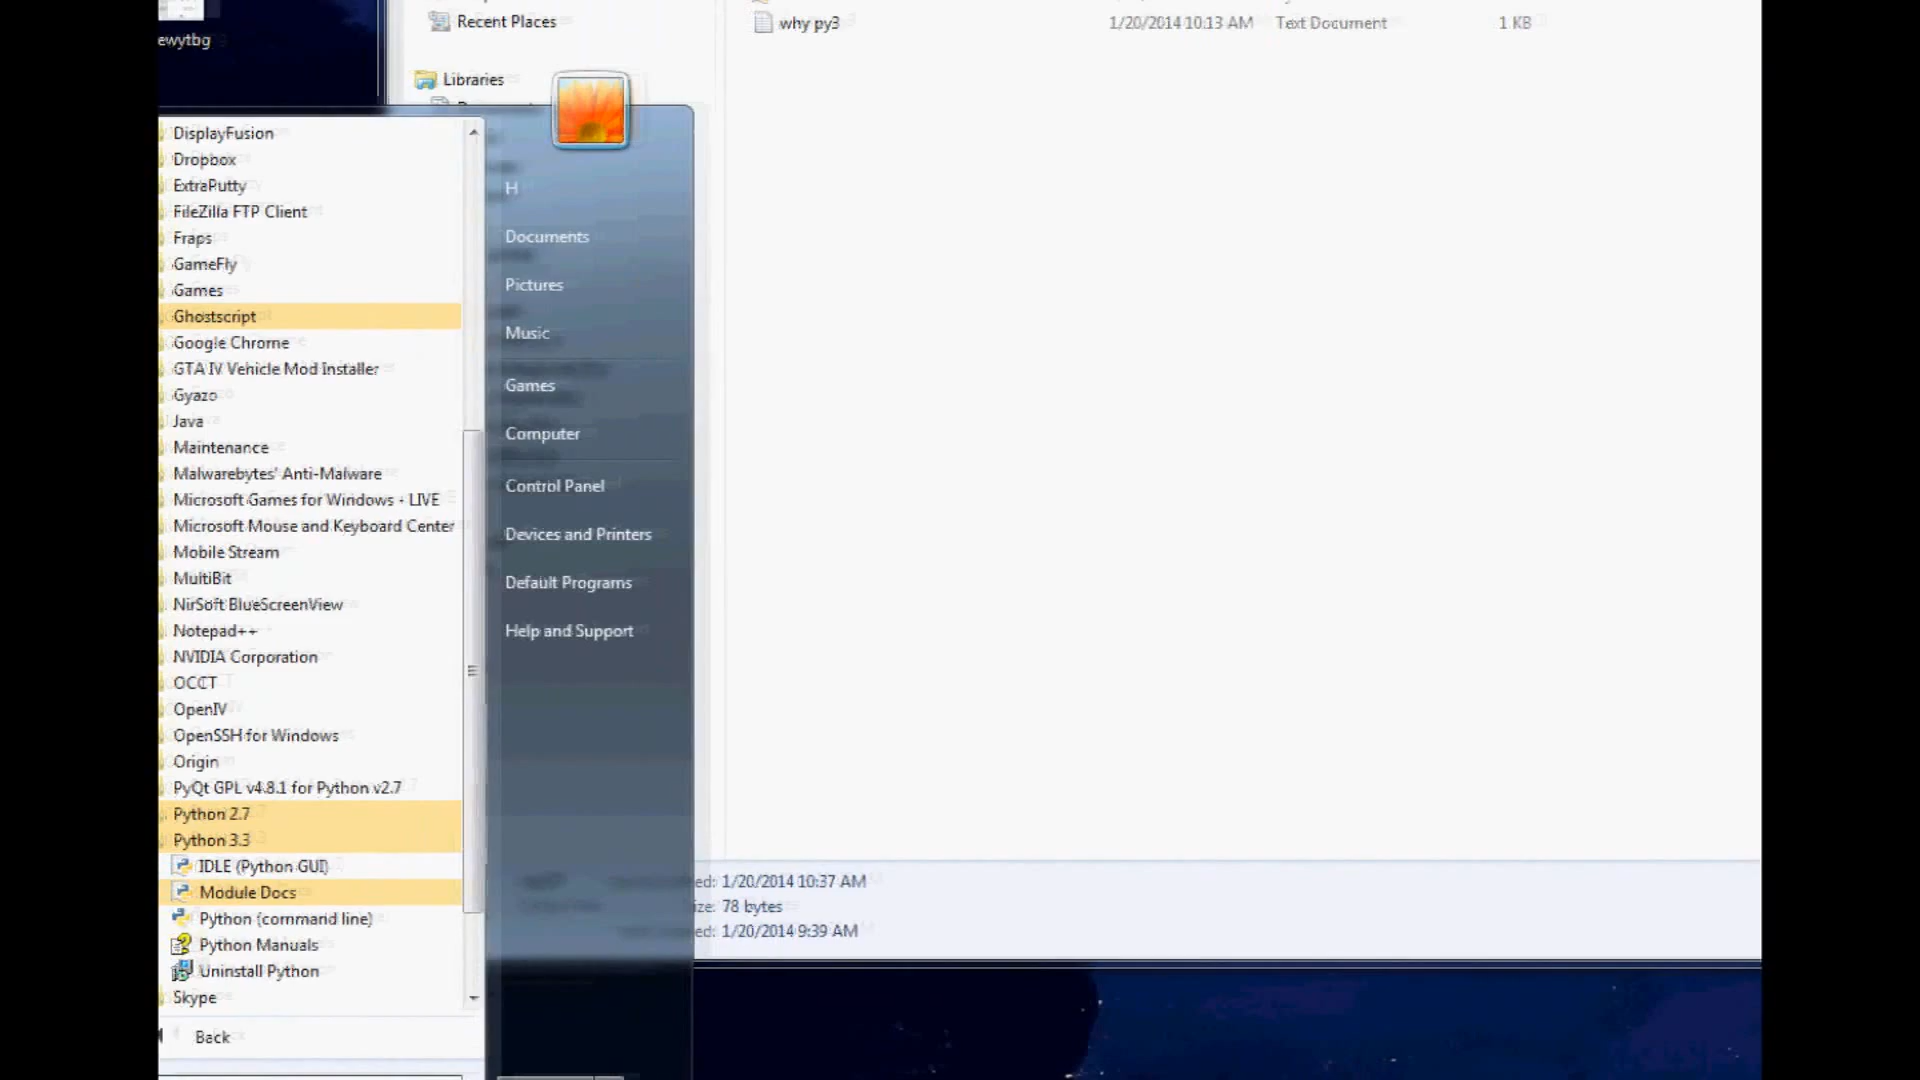 ewytbg
Recent Places
Libraries
why py3 1/20/2014 10:13 AM Text Document 1 KB
DisplayFusion
Dropbox
ExtraPutty
FileZilla FTP Client
Fraps
GameFly
Games
Ghostscript
Google Chrome
GTA IV Vehicle Mod Installer
Gyazo
Java
Maintenance
Malwarebytes' Anti-Malware
Microsoft Games for Windows - LIVE
Microsoft Mouse and Keyboard Center
Mobile Stream
MultiBit
NirSoft BlueScreenView
Notepad++
NVIDIA Corporation
OCCT
OpenIV
OpenSSH for Windows
Origin
PyQt GPL v4.8.1 for Python v2.7
Python 2.7
Python 3.3
IDLE (Python GUI)
Module Docs
Python (command line)
Python Manuals
Uninstall Python
Skype
Back
H
Documents
Pictures
Music
Games
Computer
Control Panel
Devices and Printers
Default Programs
Help and Support
1/20/2014 10:37 AM
78 bytes
1/20/2014 9:39 AM